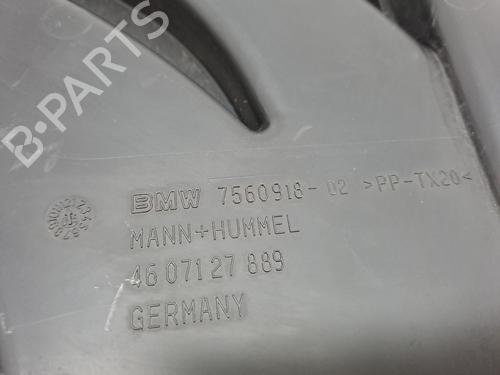 B-PARTS
BMW 7560918-02 >PP-TX20<
MANN+HUMMEL
46 071 27 889
GERMANY